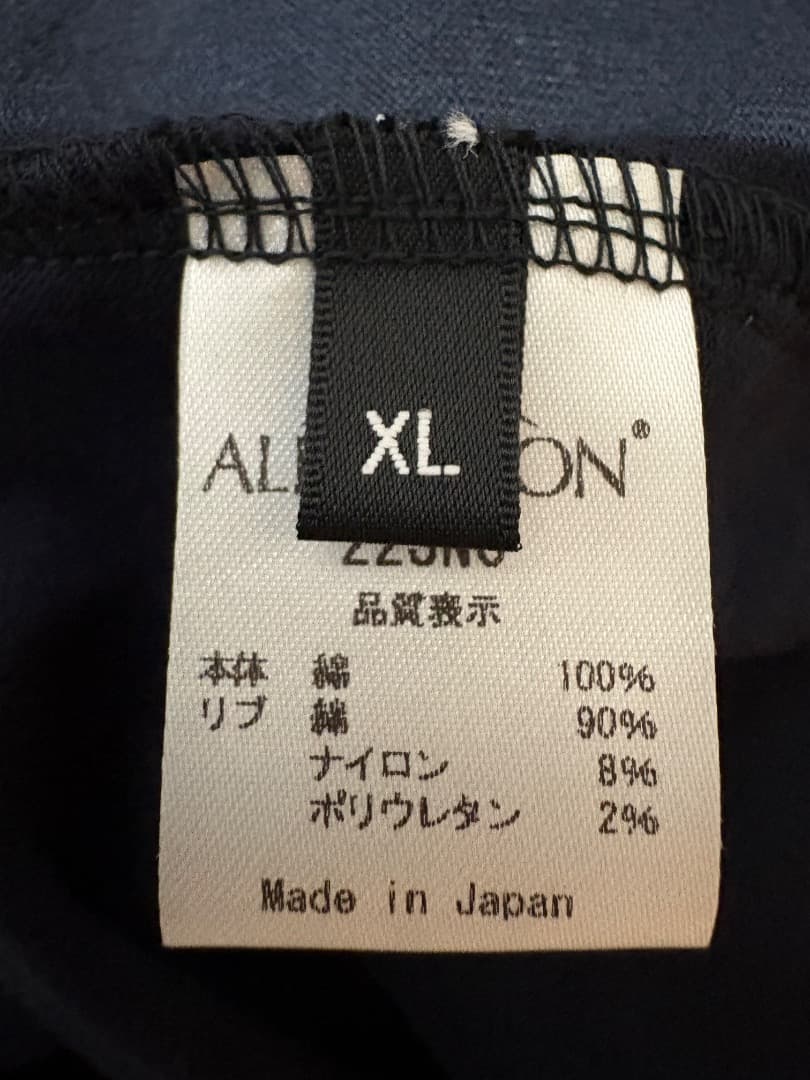 XL
品質表示
本体 綿 100%
リブ 綿 90%
ナイロン 8%
ポリウレタン 2%
Made in Japan